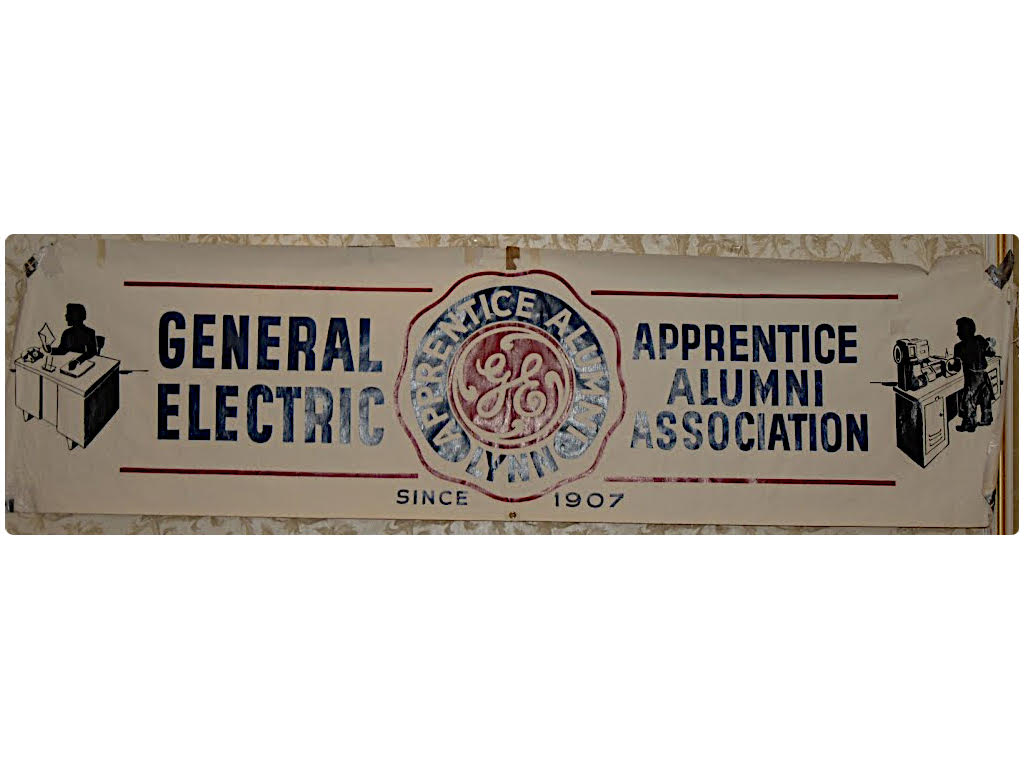 GENERAL
ELECTRIC
APPRENTICE ALUMNI
LYNN
GE
APPRENTICE
ALUMNI
ASSOCIATION
SINCE 1907